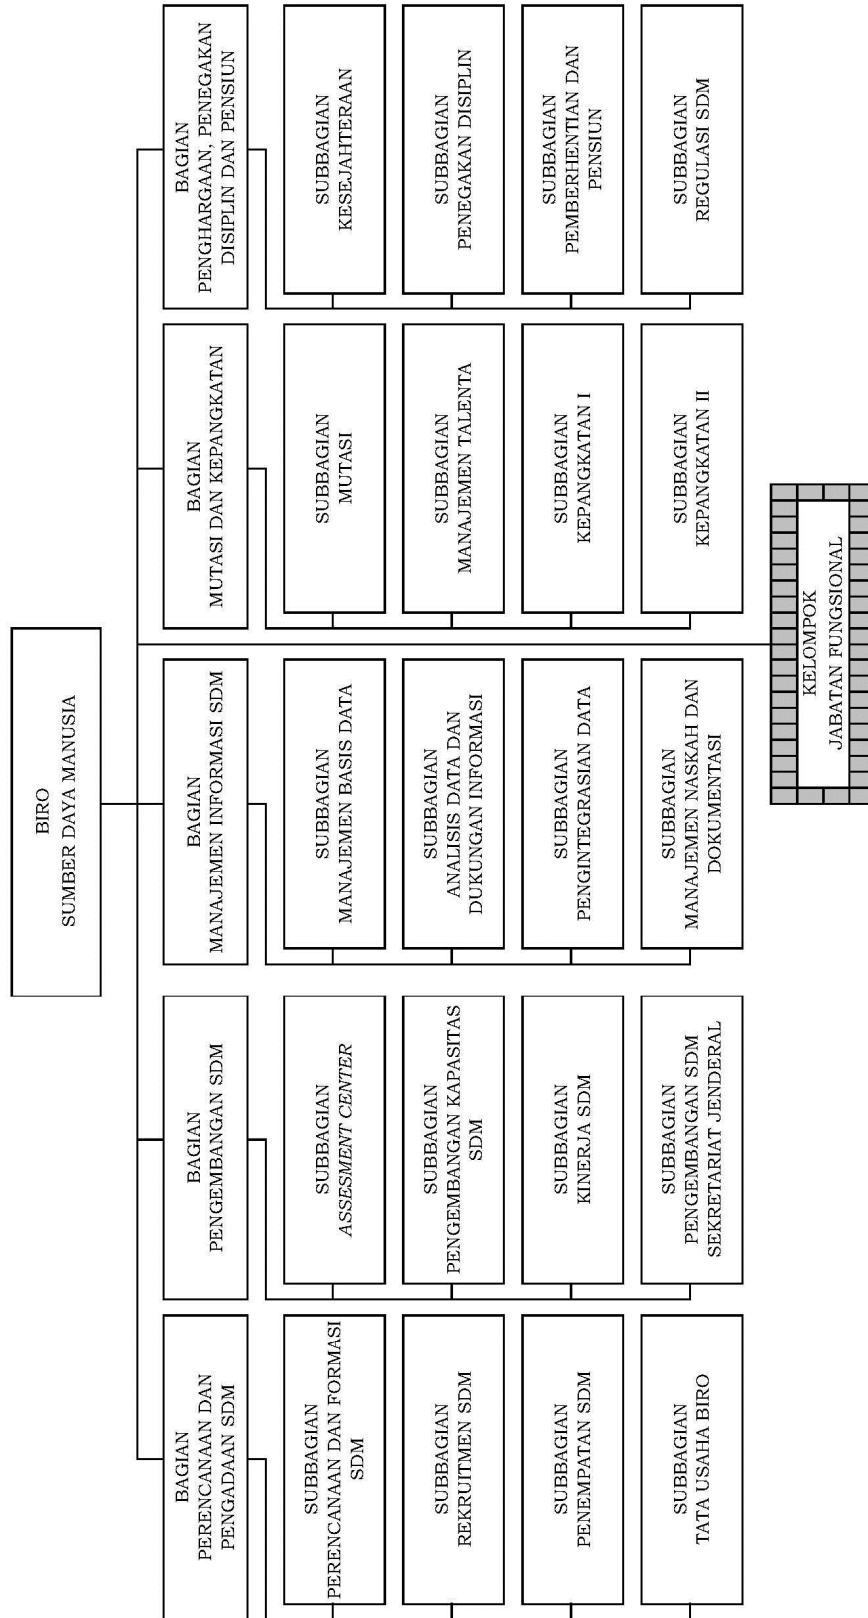 BIRO
SUMBER DAYA MANUSIA
BAGIAN
PERENCANAAN DAN
PENGADAAN SDM
SUBBAGIAN
PERENCANAAN DAN FORMASI
SDM
SUBBAGIAN
REKRUITMEN SDM
SUBBAGIAN
PENEMPATAN SDM
SUBBAGIAN
TATA USAHA BIRO
BAGIAN
PENGEMBANGAN SDM
SUBBAGIAN
ASSESMENT CENTER
SUBBAGIAN
PENGEMBANGAN KAPASITAS
SDM
SUBBAGIAN
KINERJA SDM
SUBBAGIAN
PENGEMBANGAN SDM
SEKRETARIAT JENDERAL
BAGIAN
MANAJEMEN INFORMASI SDM
SUBBAGIAN
MANAJEMEN BASIS DATA
SUBBAGIAN
ANALISIS DATA DAN
DUKUNGAN INFORMASI
SUBBAGIAN
PENGINTEGRASIAN DATA
SUBBAGIAN
MANAJEMEN NASKAH DAN
DOKUMENTASI
BAGIAN
MUTASI DAN KEPANGKATAN
SUBBAGIAN
MUTASI
SUBBAGIAN
MANAJEMEN TALENTA
SUBBAGIAN
KEPANGKATAN I
SUBBAGIAN
KEPANGKATAN II
BAGIAN
PENGHARGAAN, PENEGAKAN
DISIPLIN DAN PENSIUN
SUBBAGIAN
KESEJAHTERAAN
SUBBAGIAN
PENEGAKAN DISIPLIN
SUBBAGIAN
PEMBERHENTIAN DAN
PENSIUN
SUBBAGIAN
REGULASI SDM
KELOMPOK
JABATAN FUNGSIONAL